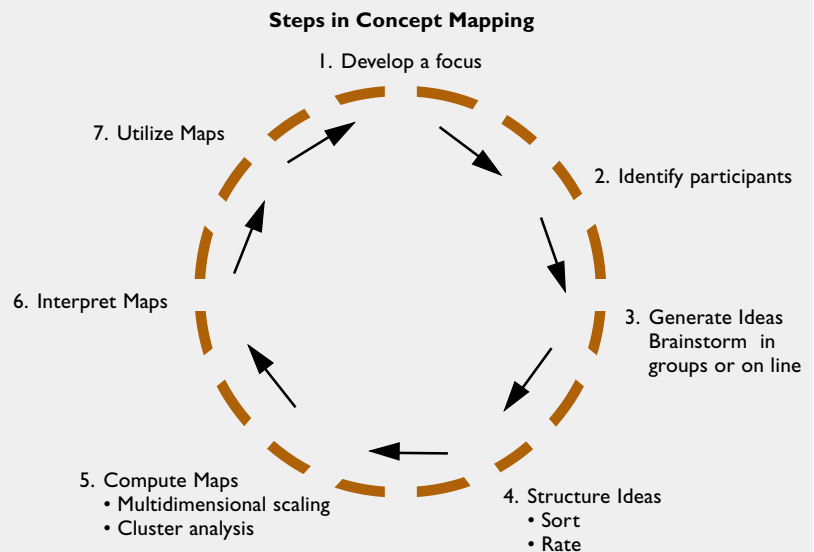 Steps in Concept Mapping
1. Develop a focus
2. Identify participants
3. Generate Ideas
Brainstorm in
groups or on line
4. Structure Ideas
• Sort
• Rate
5. Compute Maps
• Multidimensional scaling
• Cluster analysis
6. Interpret Maps
7. Utilize Maps